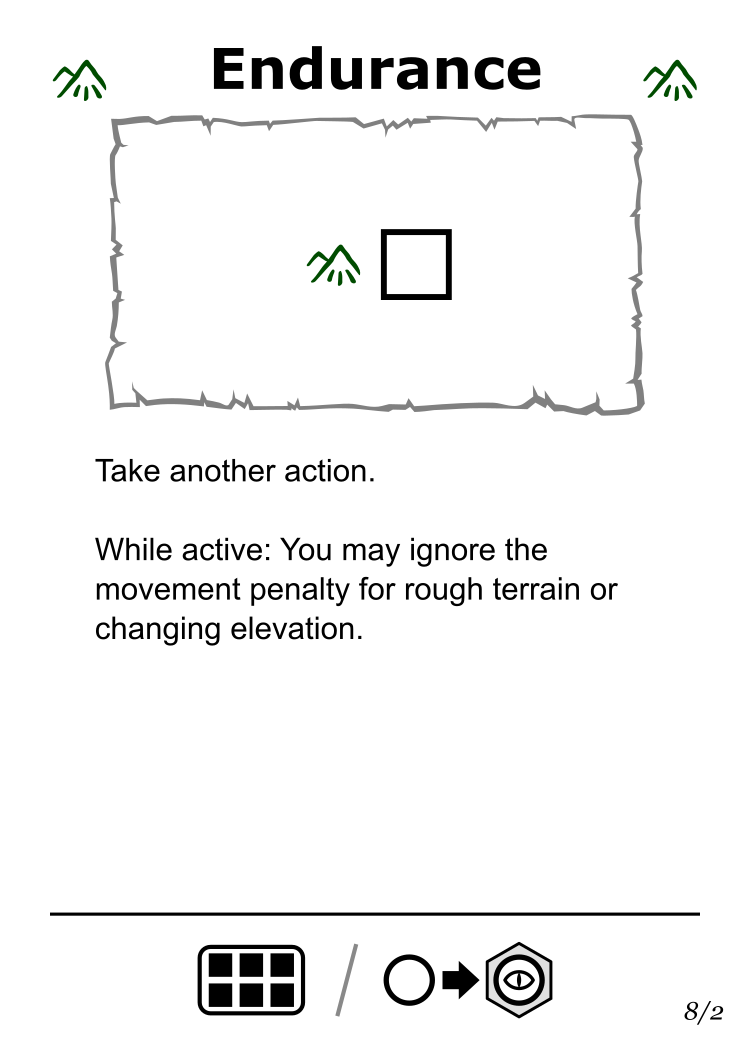 Endurance
Take another action.
While active: You may ignore the
movement penalty for rough terrain or
changing elevation.
8/2